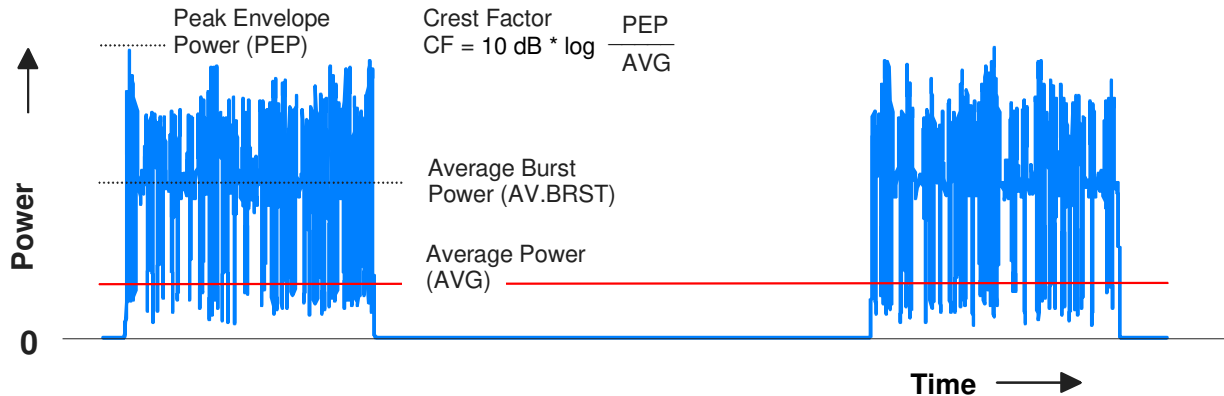 Peak Envelope
Power (PEP)
Crest Factor
CF = 10 dB * log PEP
AVG
Average Burst
Power (AV.BRST)
Average Power
(AVG)
Power
0
Time